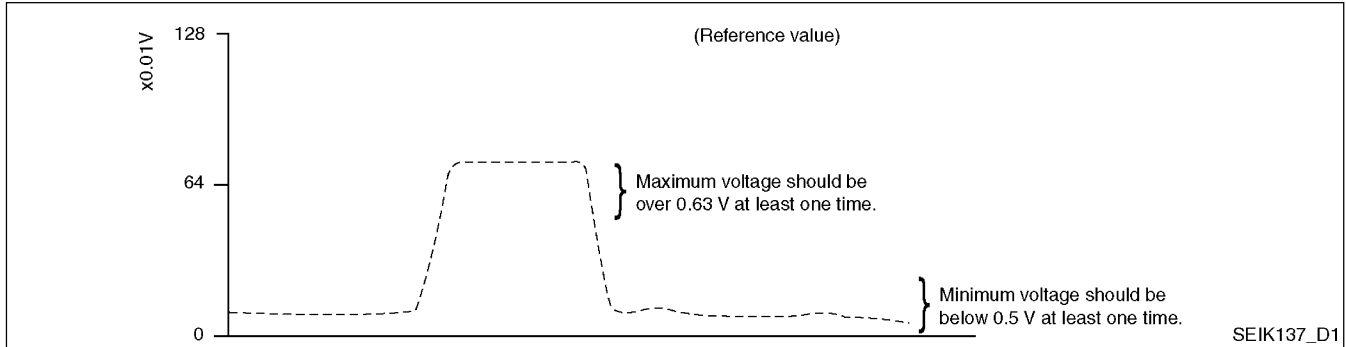 x0.01V
128
(Reference value)
64
Maximum voltage should be
over 0.63 V at least one time.
Minimum voltage should be
below 0.5 V at least one time.
0
SEIK137_D1